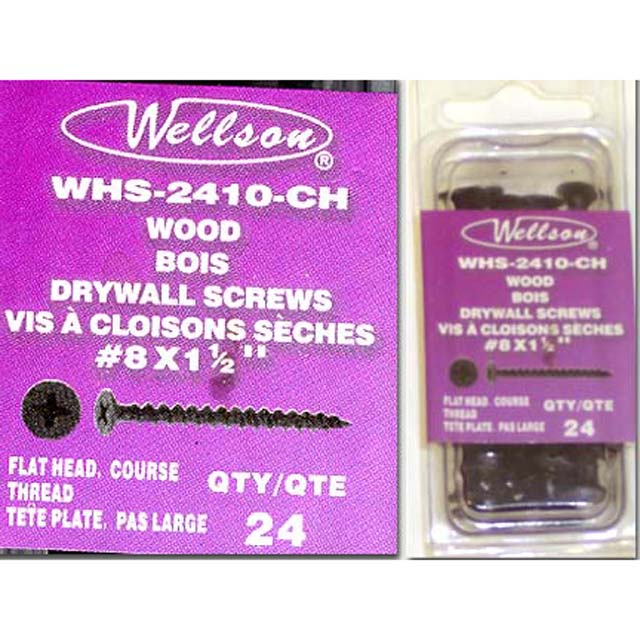 Wellson®
WHS-2410-CH
WOOD
BOIS
DRYWALL SCREWS
VIS À CLOISONS SÈCHES
#8 X 1 ½"
FLAT HEAD. COURSE
THREAD
TETE PLATE. PAS LARGE
QTY/QTE
24
Wellson®
WHS-2410-CH
WOOD
BOIS
DRYWALL SCREWS
VIS À CLOISONS SÈCHES
#8 X 1 ½"
FLAT HEAD. COURSE
THREAD
TETE PLATE. PAS LARGE
QTY/QTE
24